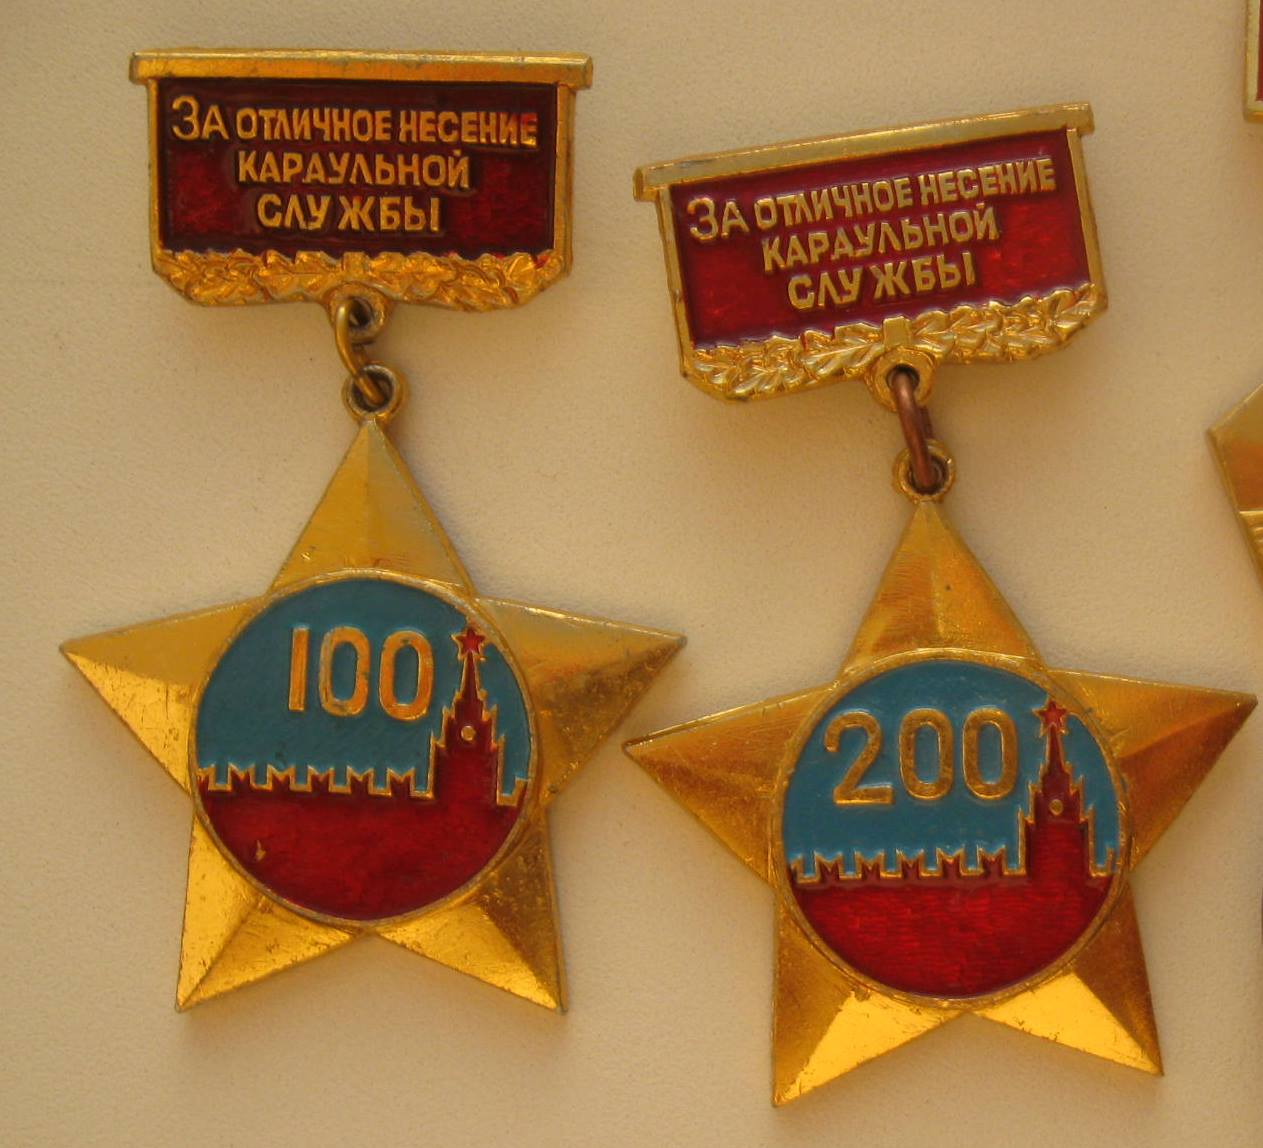 ЗА ОТЛИЧНОЕ НЕСЕНИЕ
КАРАУЛЬНОЙ
СЛУЖБЫ
100
ЗА ОТЛИЧНОЕ НЕСЕНИЕ
КАРАУЛЬНОЙ
СЛУЖБЫ
200